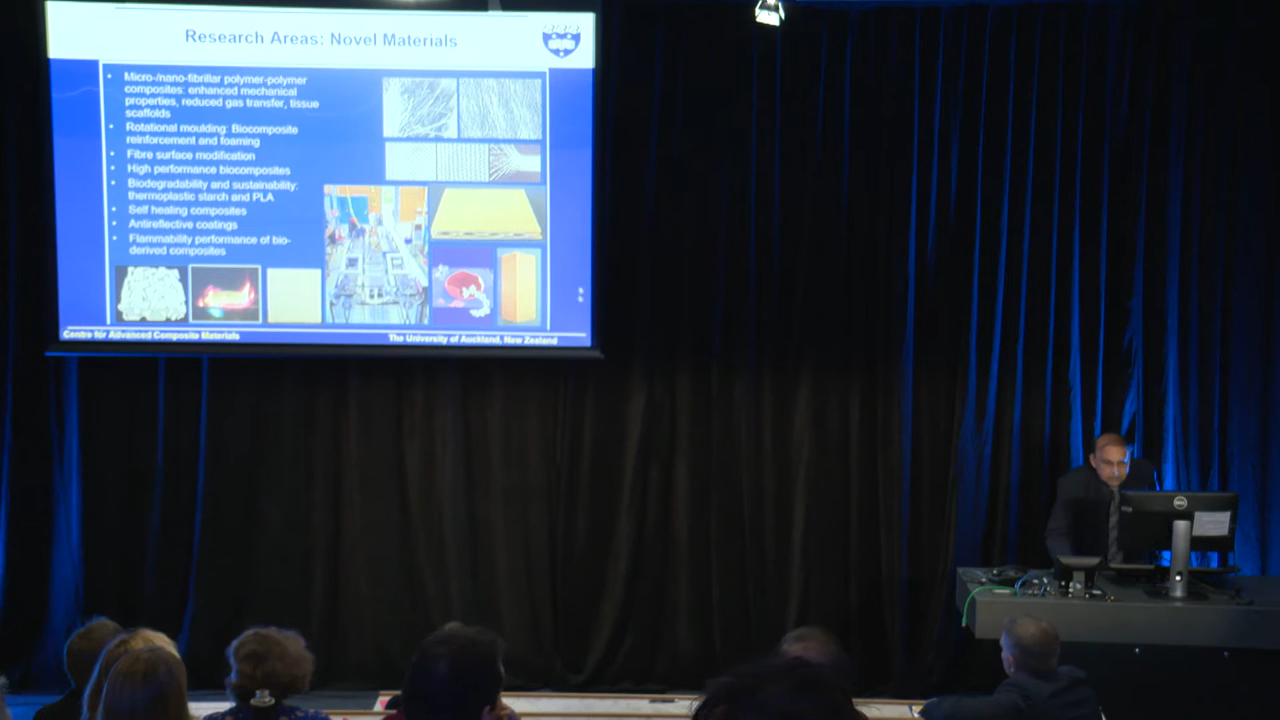 Research Areas: Novel Materials
• Micro-/nano-fibrillar polymer-polymer
composites: enhanced mechanical
properties, reduced gas transfer, tissue
scaffolds
• Rotational moulding: Biocomposite
reinforcement and foaming
• Fibre surface modification
• High performance biocomposites
• Biodegradability and sustainability:
thermoplastic starch and PLA
• Self healing composites
• Antireflective coatings
• Flammability performance of bio-
derived composites
Centre for Advanced Composite Materials
The University of Auckland, New Zealand
DELL